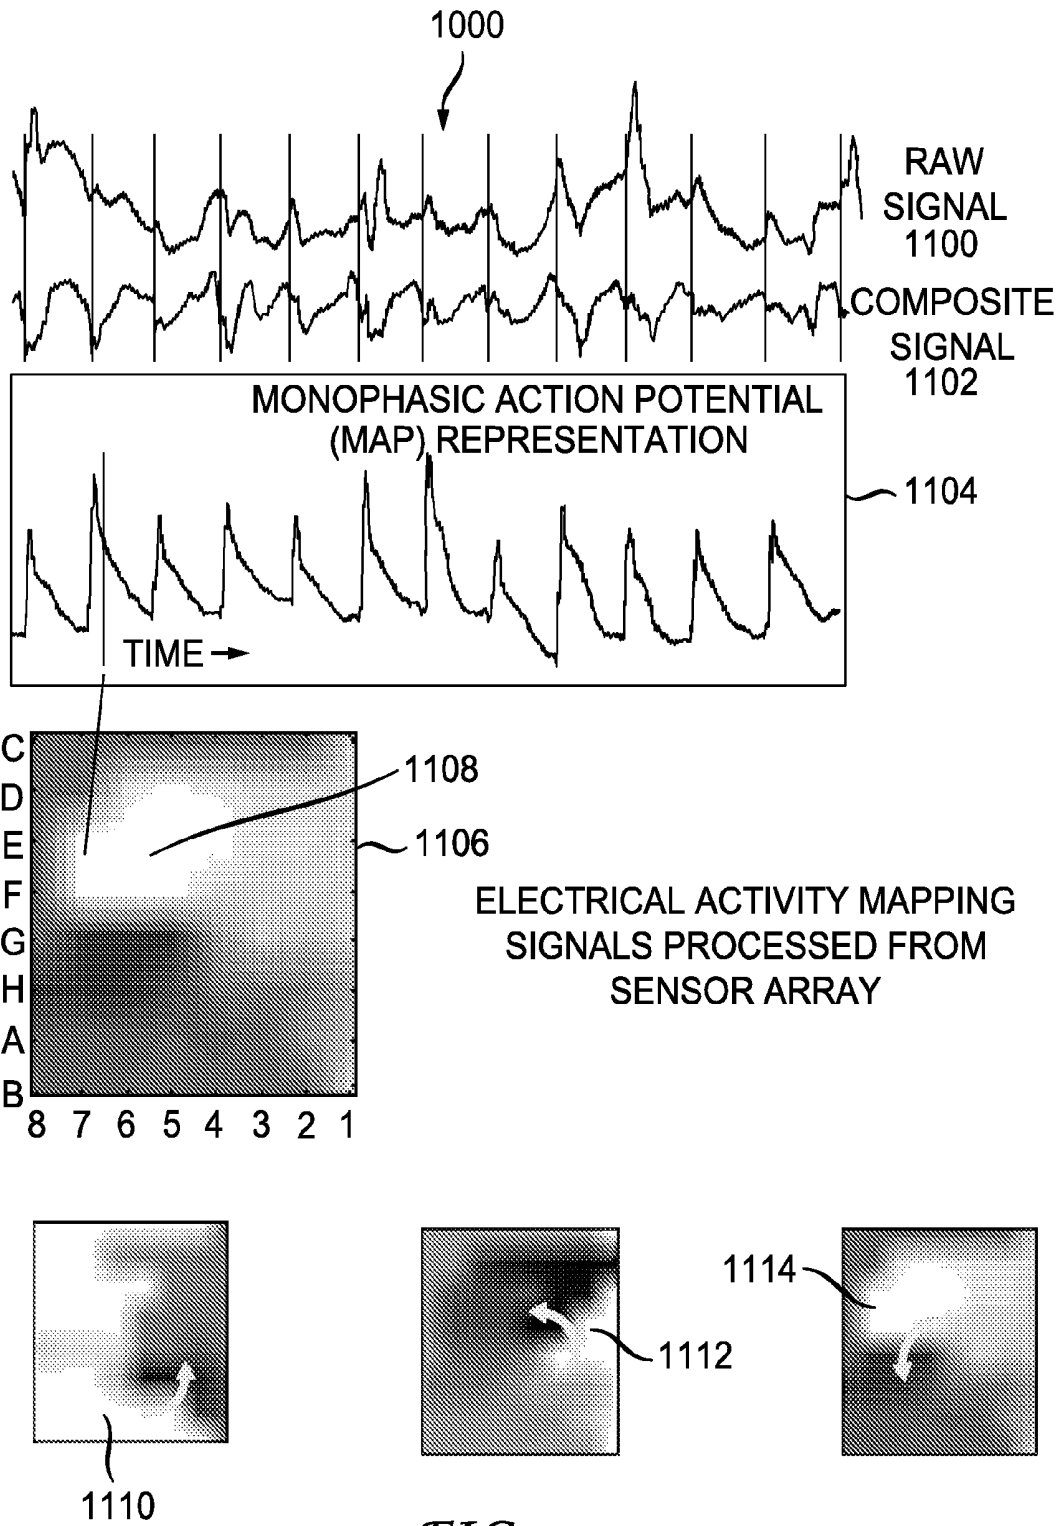 1000
RAW
SIGNAL
1100
COMPOSITE
SIGNAL
1102
MONOPHASIC ACTION POTENTIAL
(MAP) REPRESENTATION
1104
TIME
C
D
E
F
G
H
A
B
8 7 6 5 4 3 2 1
1108
1106
ELECTRICAL ACTIVITY MAPPING
SIGNALS PROCESSED FROM
SENSOR ARRAY
1110
1112
1114
FIG